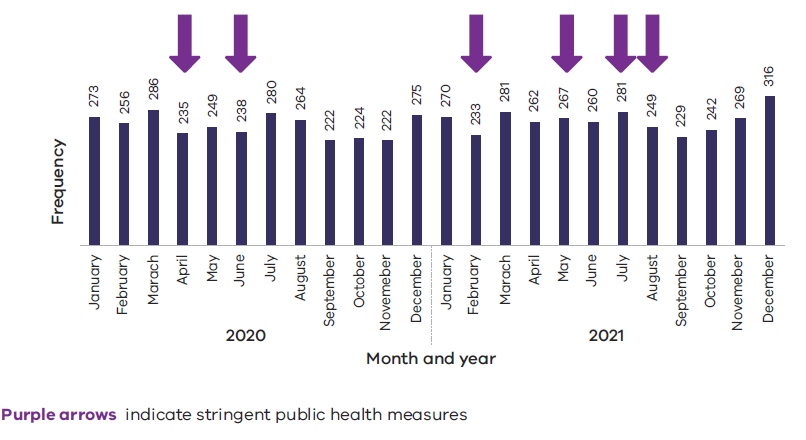 273 256 286 235 249 238 280 264 222 224 222 275 270 233 281 262 267 260 281 249 229 242 269 316
Frequency
January February Marach April May June July August September October Novemeber December January February Marach April May June July August September October Novemeber December
2020 2021
Month and year
Purple arrows indicate stringent public health measures